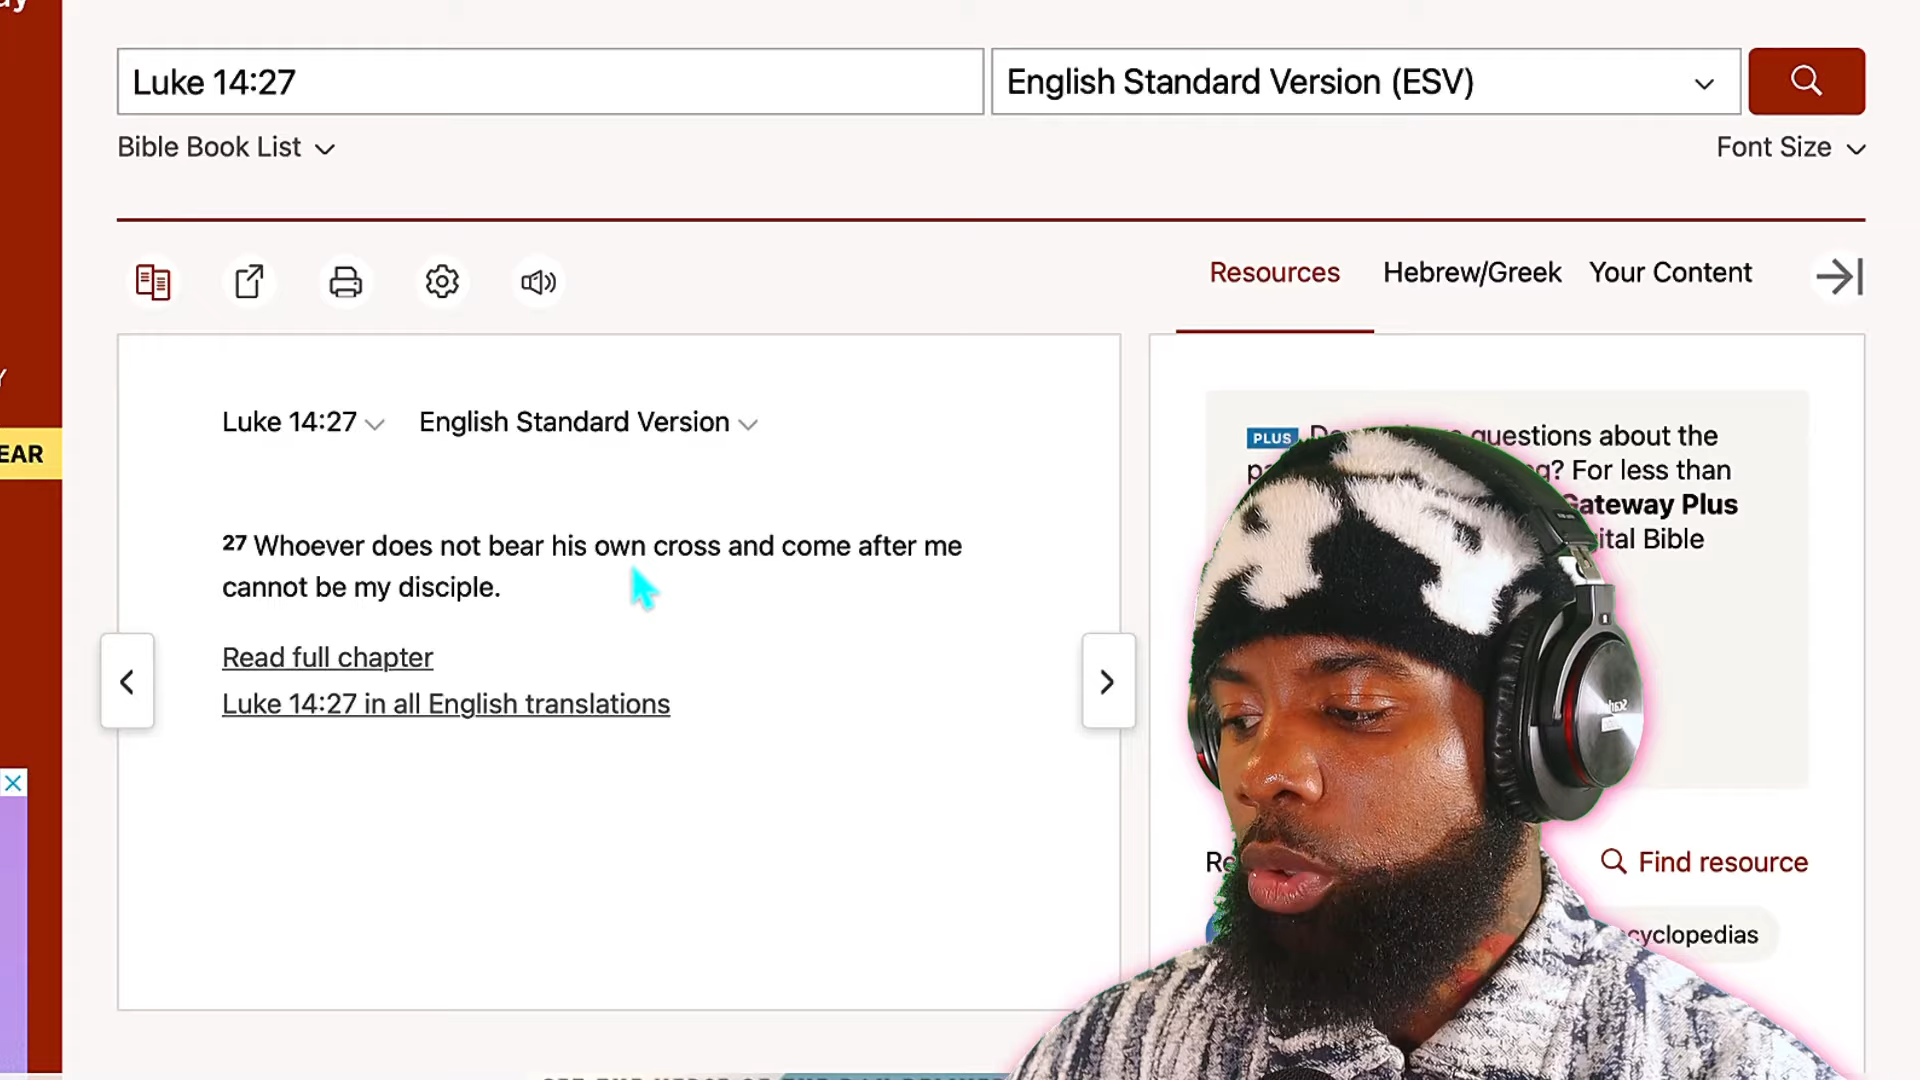 Luke 14:27
English Standard Version (ESV)
Bible Book List
Font Size
Resources
Hebrew/Greek
Your Content
EAR
Luke 14:27
English Standard Version
27 Whoever does not bear his own cross and come after me
cannot be my disciple.
Read full chapter
Luke 14:27 in all English translations
PLUS
questions about the
? For less than
Gateway Plus
ital Bible
Find resource
cyclopedias